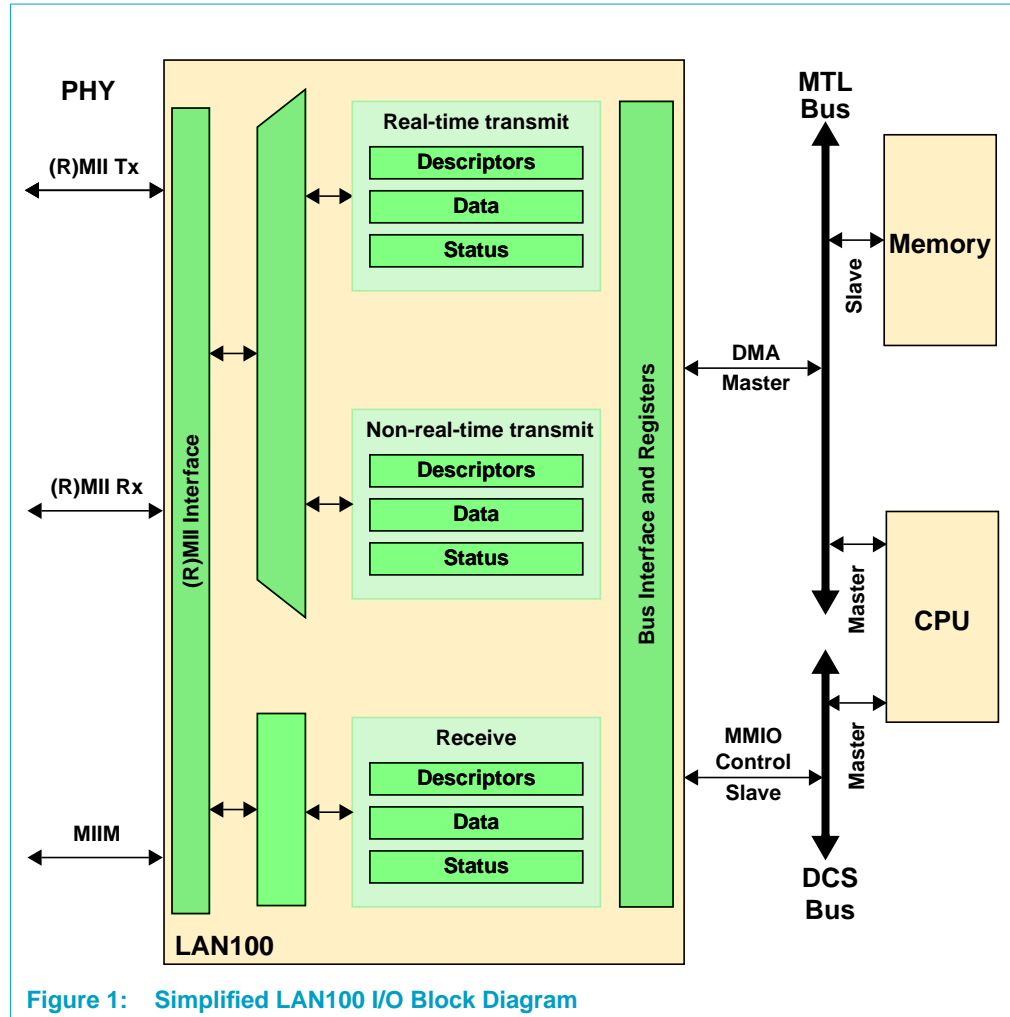 PHY
(R)MII Tx
(R)MII Rx
MIIM
(R)MII Interface
Real-time transmit
Descriptors
Data
Status
Non-real-time transmit
Descriptors
Data
Status
Receive
Descriptors
Data
Status
Bus Interface and Registers
LAN100
DMA
Master
MMIO
Control
Slave
MTL
Bus
Slave
Memory
Master
CPU
Master
DCS
Bus
Figure 1: Simplified LAN100 I/O Block Diagram